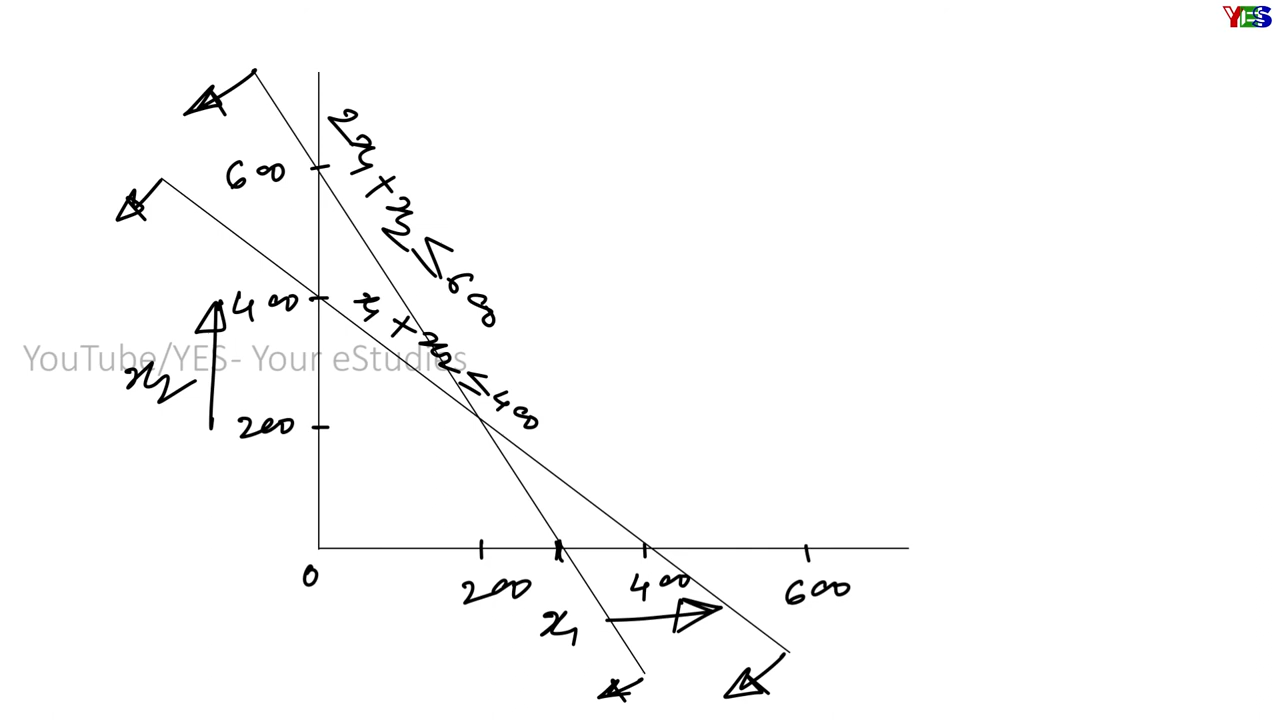 YES
2x₁ + x₂ ≤ 600
600
x₁ + x₂ ≤ 400
400
YouTube/YES- Your eStudies
x₂
200
0
200
400
600
x₁